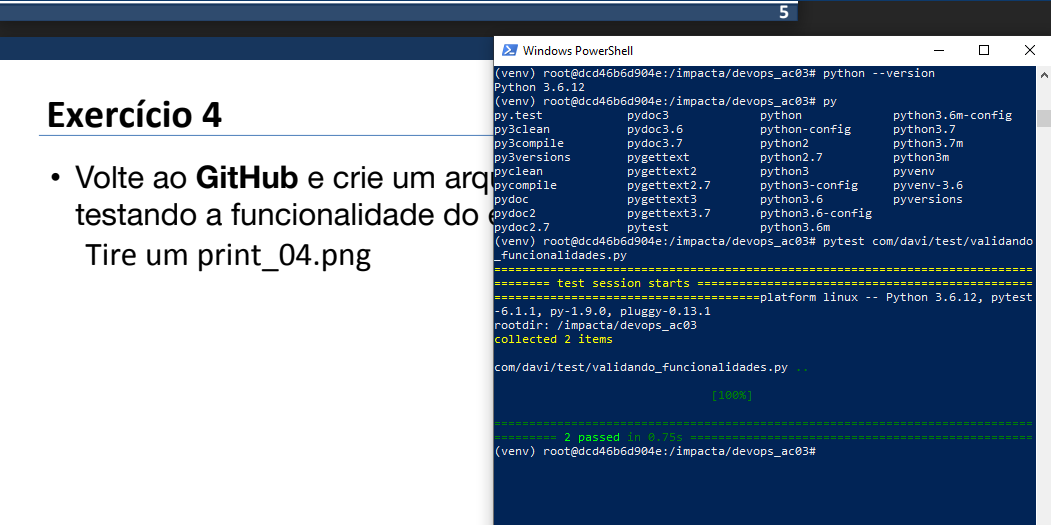 5
Exercício 4
• Volte ao GitHub e crie um arq
testando a funcionalidade do
Tire um print_04.png
Windows PowerShell
(venv) root@dcd46b6d904e:/impacta/devops_ac03# python --version
Python 3.6.12
(venv) root@dcd46b6d904e:/impacta/devops_ac03# py
py.test pydoc3 python python3.6m-config
py3clean pydoc3.6 python-config python3.7
py3compile pydoc3.7 python2 python3.7m
py3versions pygettext python2.7 python3m
pyclean pygettext2 python3 pyvenv
pycompile pygettext2.7 python3-config pyvenv-3.6
pydoc pygettext3 python3.6 pyversions
pydoc2 pygettext3.7 python3.6-config
pydoc2.7 pytest python3.6m
(venv) root@dcd46b6d904e:/impacta/devops_ac03# pytest com/davi/test/validando
_funcionalidades.py
=============================================================================
======== test session starts ================================================
======================================platform linux -- Python 3.6.12, pytest
-6.1.1, py-1.9.0, pluggy-0.13.1
rootdir: /impacta/devops_ac03
collected 2 items
com/davi/test/validando_funcionalidades.py ..
[100%]
=============================================================================
========= 2 passed in 0.75s =================================================
(venv) root@dcd46b6d904e:/impacta/devops_ac03#